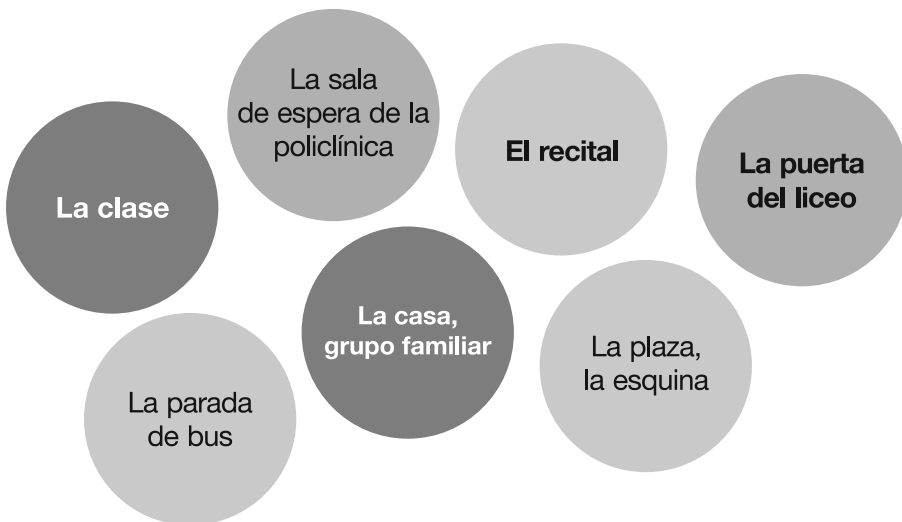 La sala
de espera de la
policlínica
El recital
La puerta
del liceo
La clase
La casa,
grupo familiar
La plaza,
la esquina
La parada
de bus